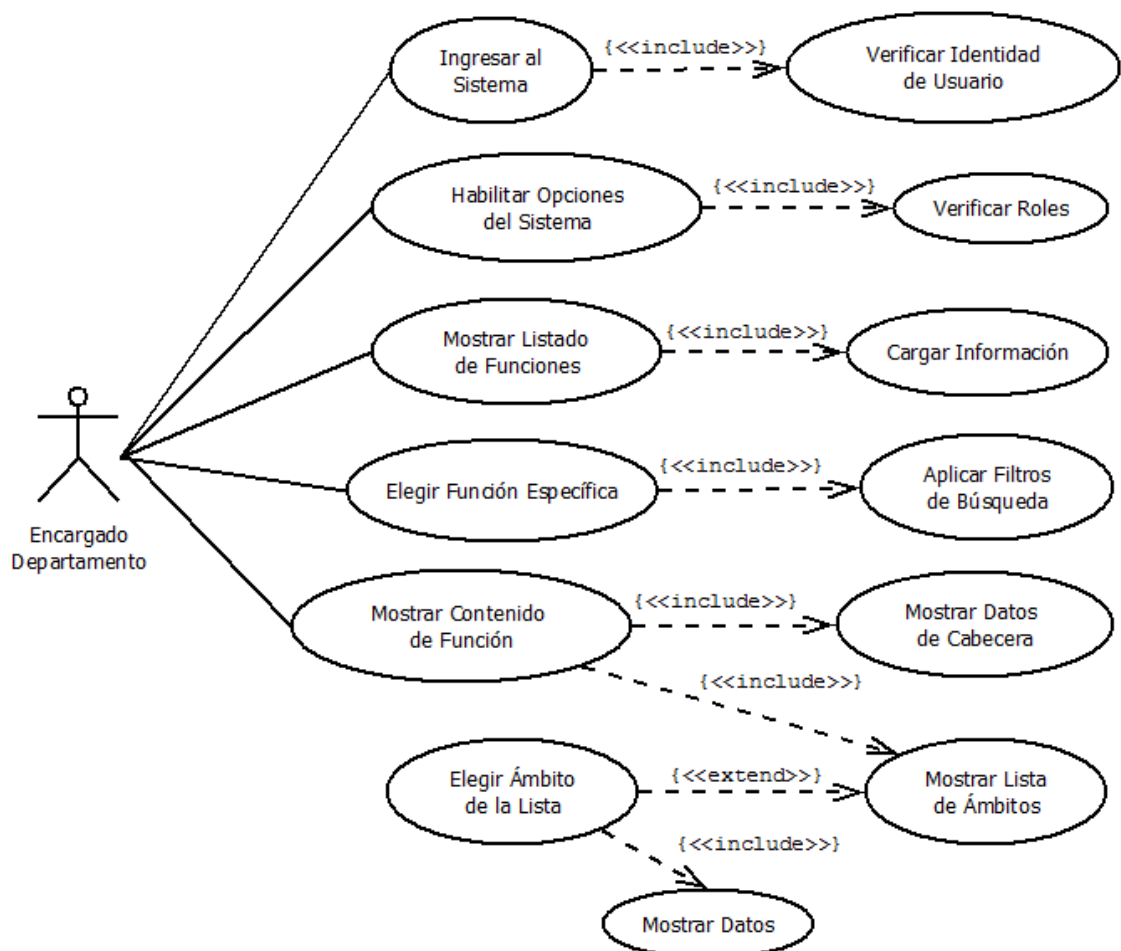 Ingresar al
Sistema
{<<include>>}
Verificar Identidad
de Usuario
Habilitar Opciones
del Sistema
{<<include>>}
Verificar Roles
Mostrar Listado
de Funciones
{<<include>>}
Cargar Información
Elegir Función Específica
{<<include>>}
Aplicar Filtros
de Búsqueda
Encargado
Departamento
Mostrar Contenido
de Función
{<<include>>}
Mostrar Datos
de Cabecera
{<<include>>}
Elegir Ámbito
de la Lista
{<<extend>>}
Mostrar Lista
de Ámbitos
{<<include>>}
Mostrar Datos